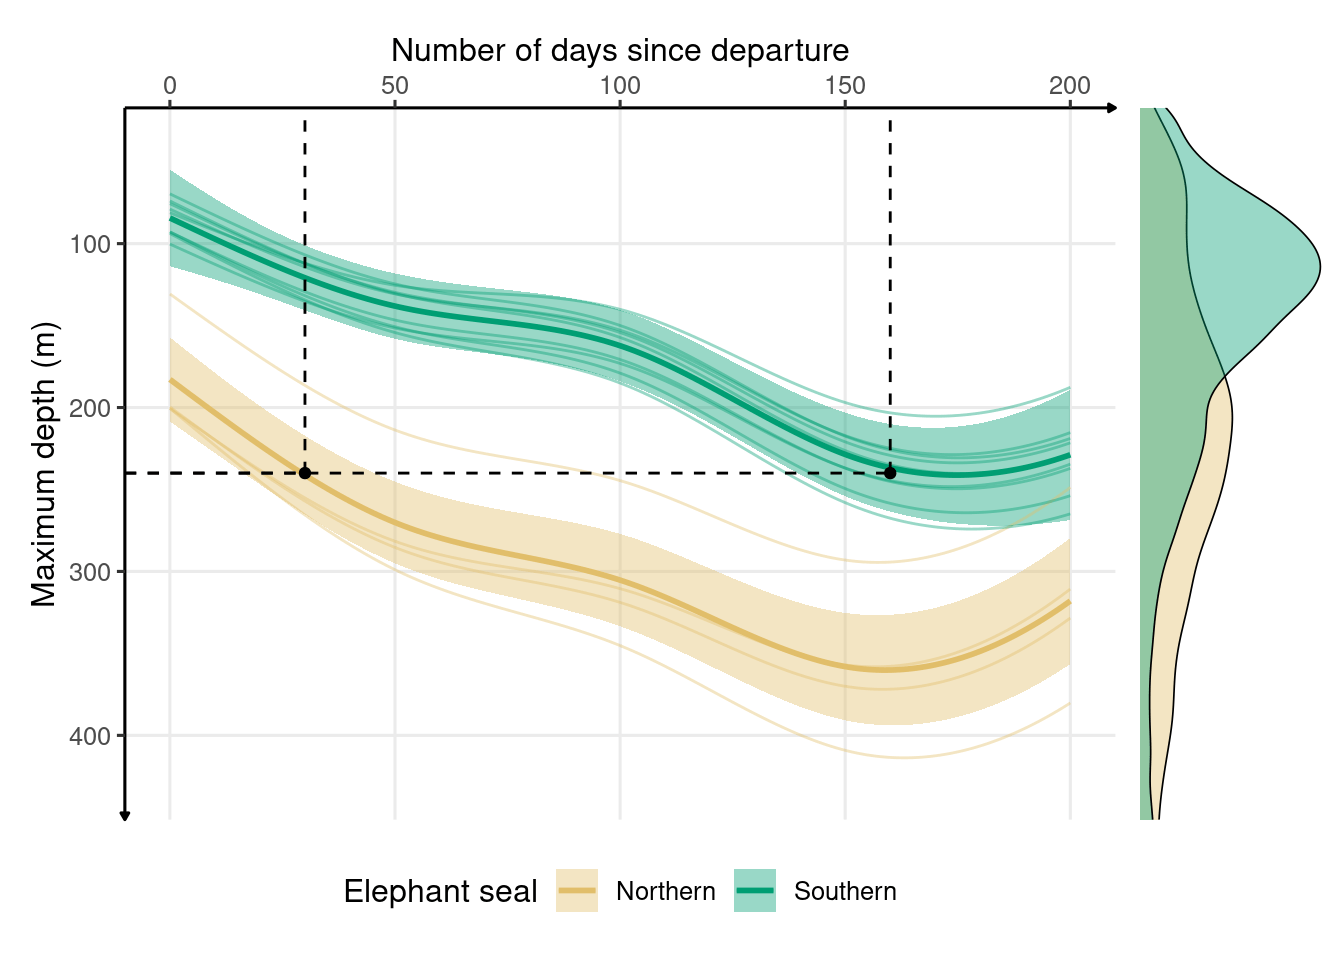 Number of days since departure
0 50 100 150 200
Maximum depth (m)
100
200
300
400
Elephant seal Northern Southern